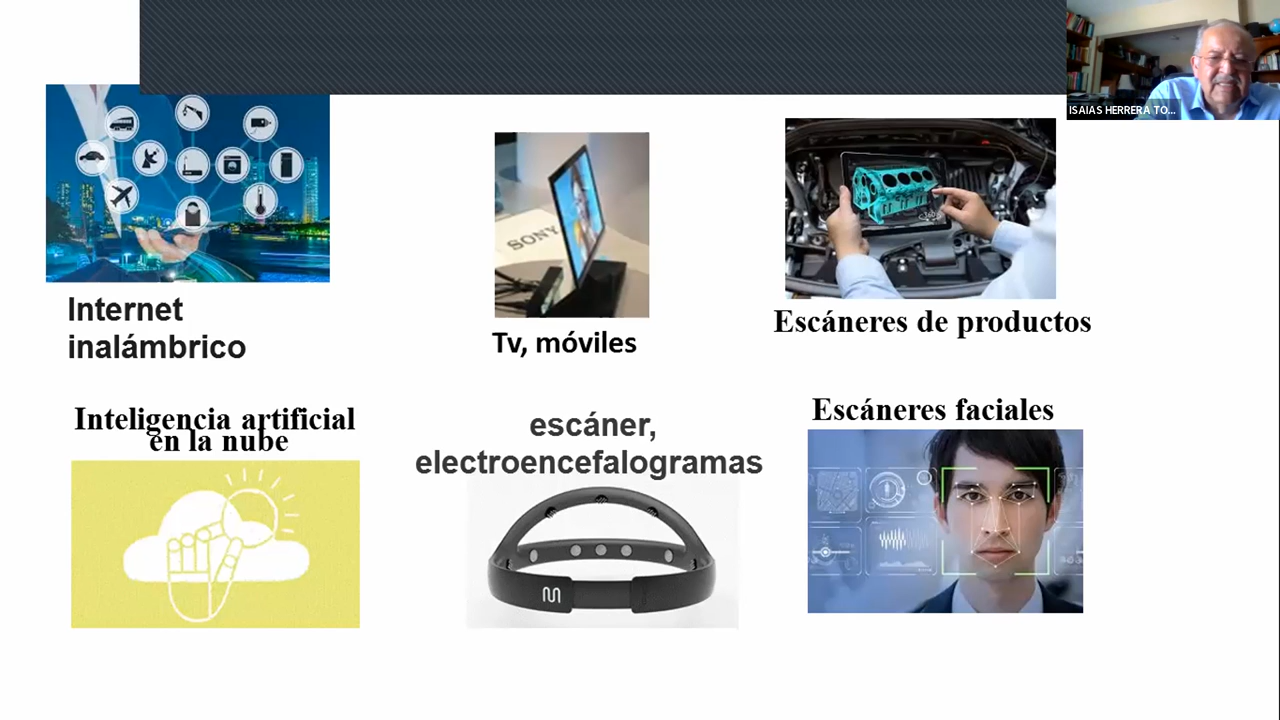 ISAIAS HERRERA TO...
SONY
Internet
inalámbrico
Tv, móviles
Escáneres de productos
Inteligencia artificial
en la nube
escáner,
electroencefalogramas
Escáneres faciales